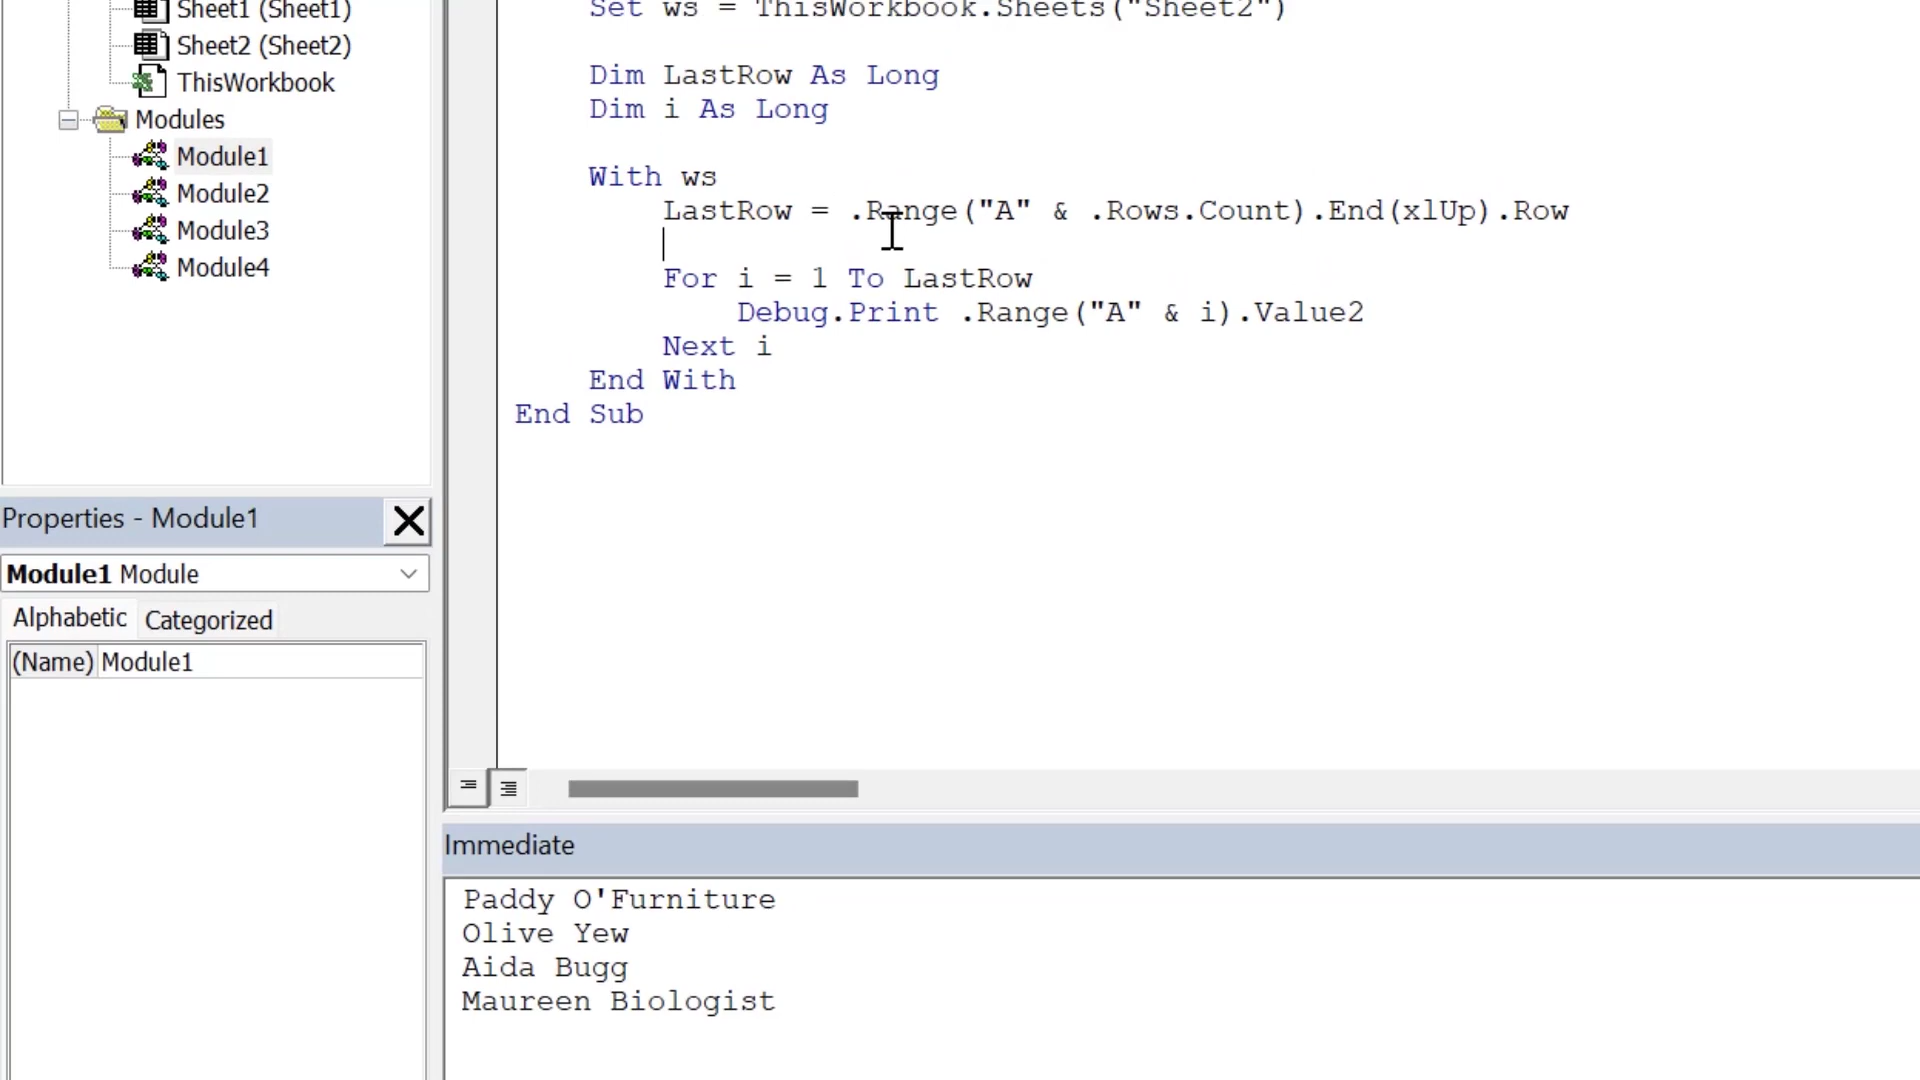 Sheet1 (Sheet1)
Sheet2 (Sheet2)
ThisWorkbook
Modules
Module1
Module2
Module3
Module4
Properties - Module1
Module1 Module
Alphabetic Categorized
(Name) Module1
Set ws = ThisWorkbook.Sheets("Sheet2")
Dim LastRow As Long
Dim i As Long
With ws
LastRow = .Range("A" & .Rows.Count).End(xlUp).Row
For i = 1 To LastRow
Debug.Print .Range("A" & i).Value2
Next i
End With
End Sub
Immediate
Paddy O'Furniture
Olive Yew
Aida Bugg
Maureen Biologist